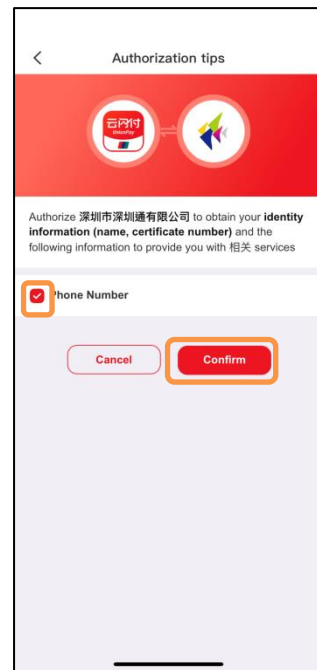 Authorization tips
云闪付
UnionPay
Authorize 深圳市深圳通有限公司 to obtain your identity
information (name, certificate number) and the
following information to provide you with 相关 services
Phone Number
Cancel
Confirm